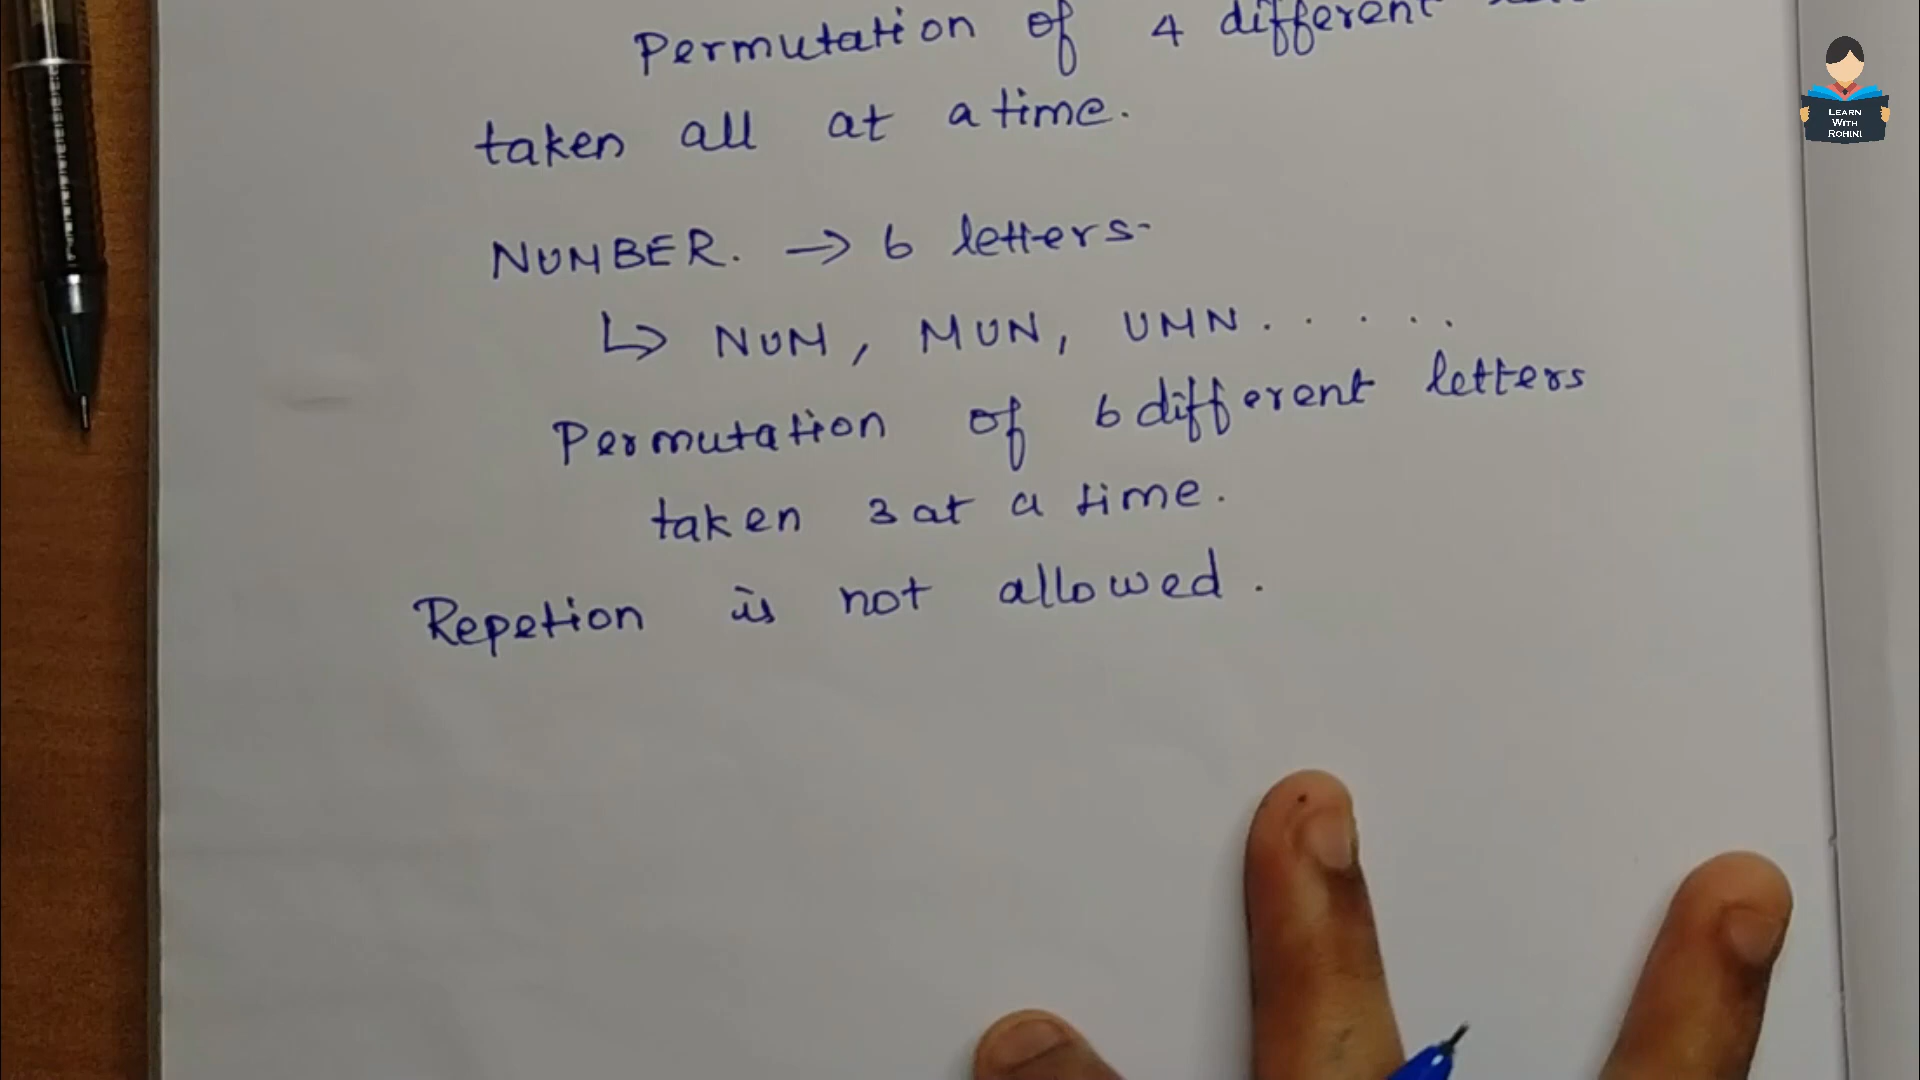 Permutation of 4 different
taken all at a time.
NUMBER. → 6 letters.
↳ NUM, MUN, UMN.....
Permutation of 6 different letters
taken 3 at a time.
Repetion is not allowed.
LEARN
WITH
ROHINI